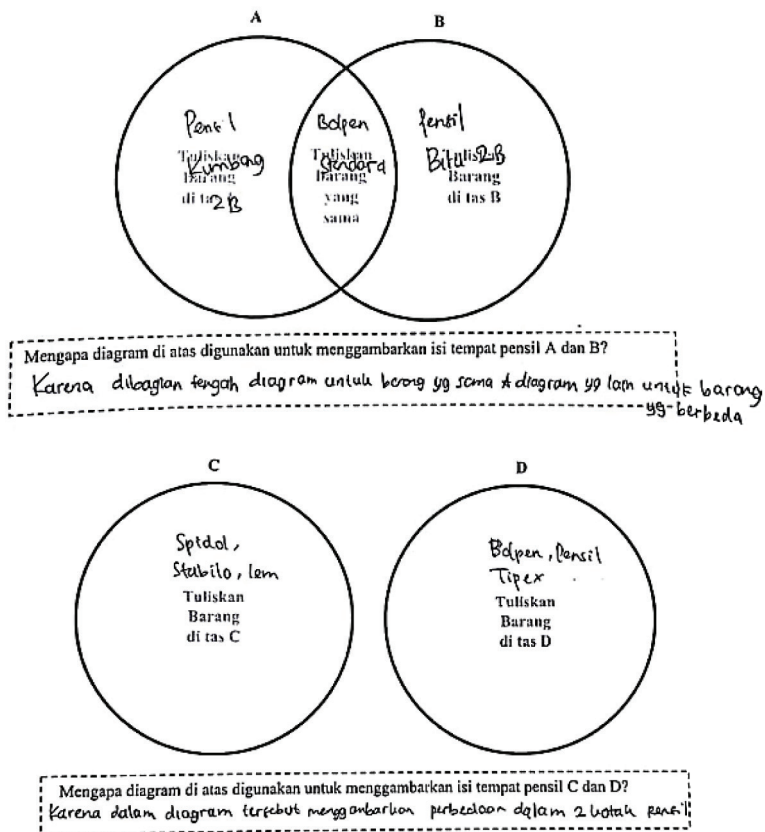 A
B
Pensil
Kumbang
2B
Tuliskan
Barang
di tas
Bolpen
Standard
Tuliskan
Barang
yang
sama
Pensil
2B
Barang
di tas B
Mengapa diagram di atas digunakan untuk menggambarkan isi tempat pensil A dan B?
Karena dibagian tengah diagram untuk barang yg sama & diagram yg lain untuk barang
yg berbeda
C
D
Spidol,
Stabilo, lem
Tuliskan
Barang
di tas C
Bolpen, Pensil
Tipex
Tuliskan
Barang
di tas D
Mengapa diagram di atas digunakan untuk menggambarkan isi tempat pensil C dan D?
Karena dalam diagram tersebut menggambarkan perbedaan dalam 2 kotak pensil